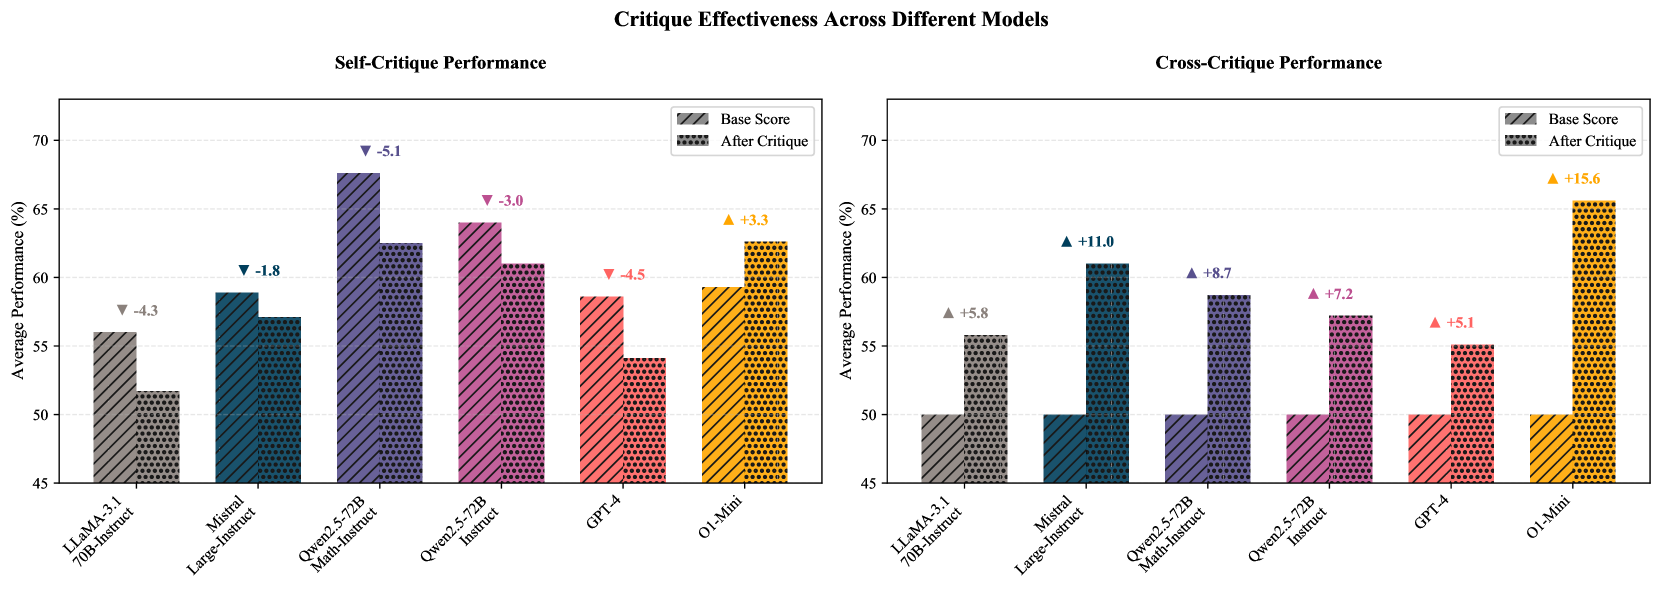 Critique Effectiveness Across Different Models
Self-Critique Performance
Average Performance (%)
70
65
60
55
50
45
Base Score
After Critique
▼ -4.3
▼ -1.8
▼ -5.1
▼ -3.0
▼ -4.5
▲ +3.3
LLaMA-3.1
70B-Instruct
Mistral
Large-Instruct
Qwen2.5-72B
Math-Instruct
Qwen2.5-72B
Instruct
GPT-4
O1-Mini
Cross-Critique Performance
Average Performance (%)
70
65
60
55
50
45
Base Score
After Critique
▲ +5.8
▲ +11.0
▲ +8.7
▲ +7.2
▲ +5.1
▲ +15.6
LLaMA-3.1
70B-Instruct
Mistral
Large-Instruct
Qwen2.5-72B
Math-Instruct
Qwen2.5-72B
Instruct
GPT-4
O1-Mini